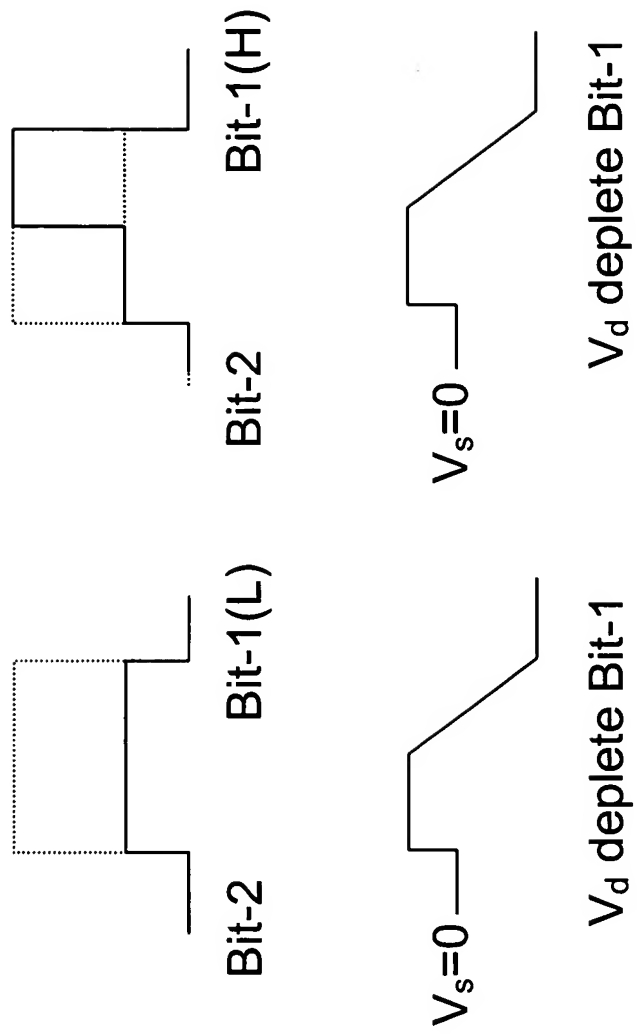 Bit-2
Bit-1(L)
Vs=0
Vd deplete Bit-1
Bit-2
Bit-1(H)
Vs=0
Vd deplete Bit-1